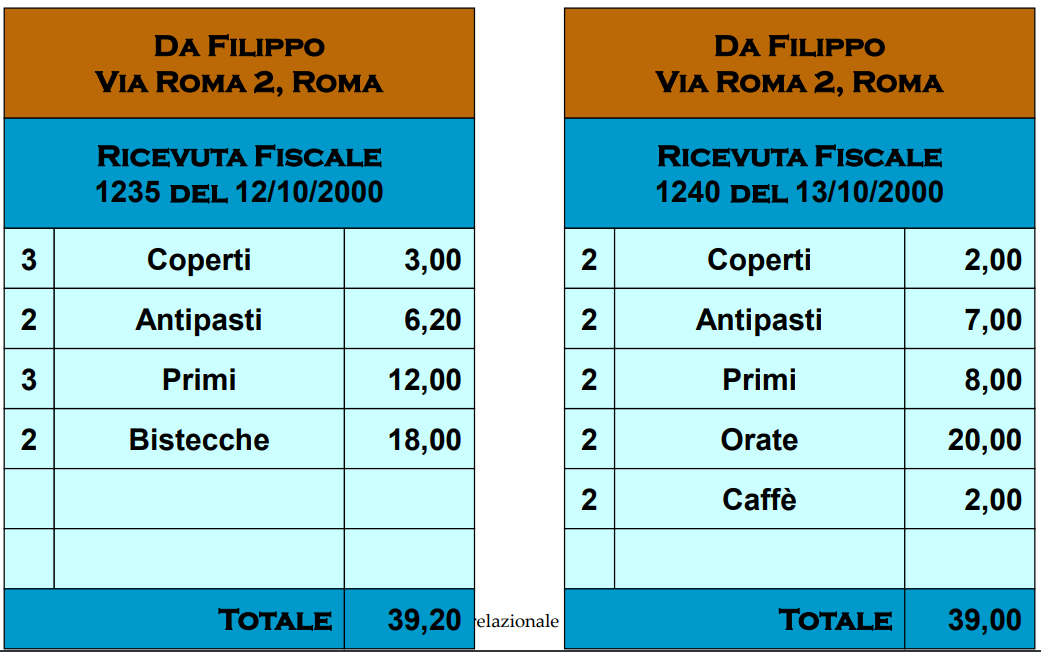 Da Filippo
Via Roma 2, Roma
Ricevuta Fiscale
1235 del 12/10/2000
3 Coperti 3,00
2 Antipasti 6,20
3 Primi 12,00
2 Bistecche 18,00
Totale 39,20
elazionale
Da Filippo
Via Roma 2, Roma
Ricevuta Fiscale
1240 del 13/10/2000
2 Coperti 2,00
2 Antipasti 7,00
2 Primi 8,00
2 Orate 20,00
2 Caffè 2,00
Totale 39,00